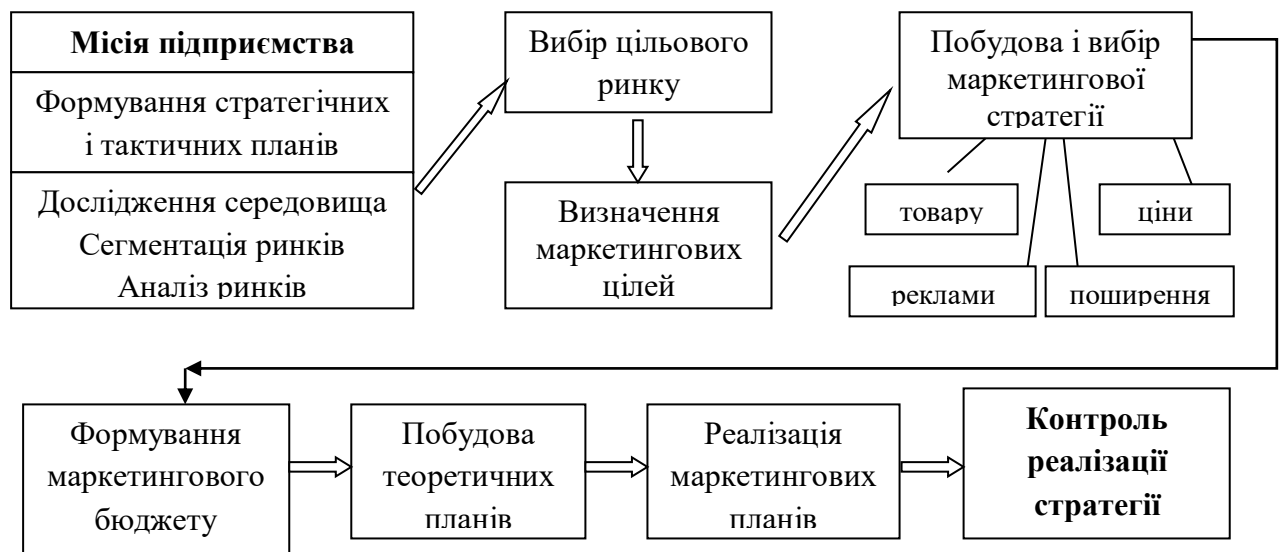 Місія підприємства
Формування стратегічних
і тактичних планів
Дослідження середовища
Сегментація ринків
Аналіз ринків
Вибір цільового
ринку
Визначення
маркетингових
цілей
Побудова і вибір
маркетингової
стратегії
товару
ціни
реклами
поширення
Формування
маркетингового
бюджету
Побудова
теоретичних
планів
Реалізація
маркетингових
планів
Контроль
реалізації
стратегії